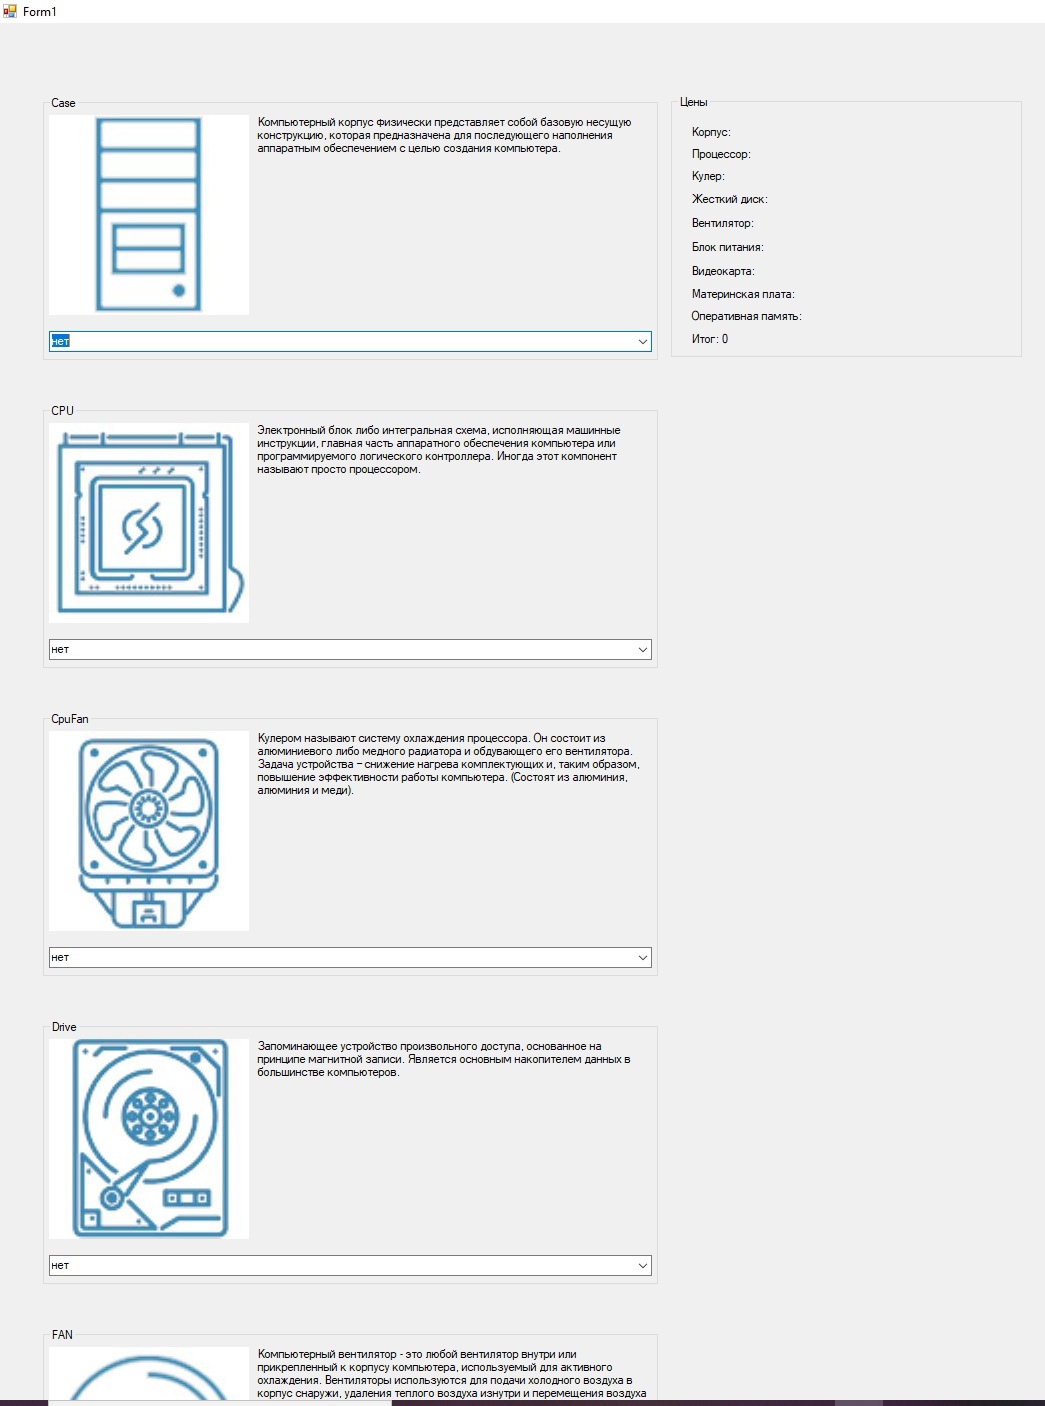 Form1
Case
Компьютерный корпус физически представляет собой базовую несущую
конструкцию, которая предназначена для последующего наполнения
аппаратным обеспечением с целью создания компьютера.
нет
Цены
Корпус:
Процессор:
Кулер:
Жесткий диск:
Вентилятор:
Блок питания:
Видеокарта:
Материнская плата:
Оперативная память:
Итог: 0
CPU
Электронный блок либо интегральная схема, исполняющая машинные
инструкции, главная часть аппаратного обеспечения компьютера или
программируемого логического контроллера. Иногда этот компонент
называют просто процессором.
нет
CpuFan
Кулером называют систему охлаждения процессора. Он состоит из
алюминиевого либо медного радиатора и обдувающего его вентилятора.
Задача устройства – снижение нагрева комплектующих и, таким образом,
повышение эффективности работы компьютера. (Состоят из алюминия,
алюминия и меди).
нет
Drive
Запоминающее устройство произвольного доступа, основанное на
принципе магнитной записи. Является основным накопителем данных в
большинстве компьютеров.
нет
FAN
Компьютерный вентилятор - это любой вентилятор внутри или
прикрепленный к корпусу компьютера, используемый для активного
охлаждения. Вентиляторы используются для подачи холодного воздуха в
корпус снаружи, удаления теплого воздуха изнутри и перемещения воздуха